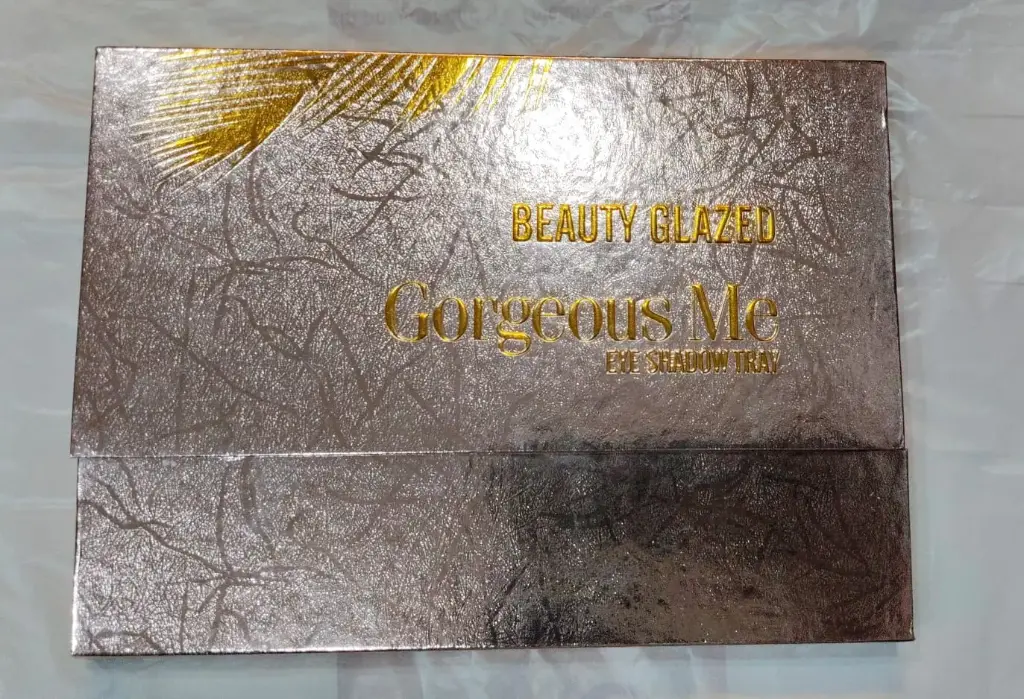 BEAUTY GLAZED
Gorgeous Me
EYE SHADOW TRAY